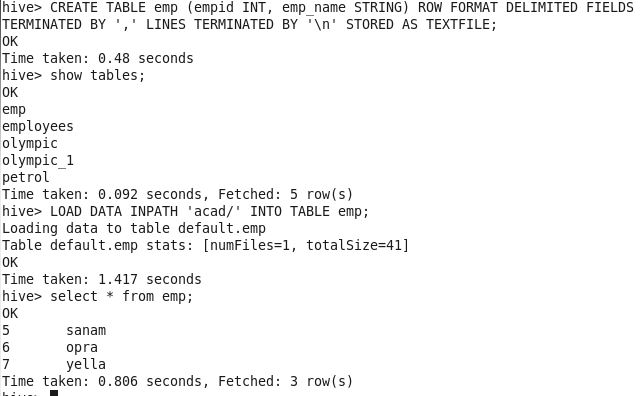 hive> CREATE TABLE emp (empid INT, emp_name STRING) ROW FORMAT DELIMITED FIELDS
TERMINATED BY ',' LINES TERMINATED BY '\n' STORED AS TEXTFILE;
OK
Time taken: 0.48 seconds
hive> show tables;
OK
emp
employees
olympic
olympic_1
petrol
Time taken: 0.092 seconds, Fetched: 5 row(s)
hive> LOAD DATA INPATH 'acad/' INTO TABLE emp;
Loading data to table default.emp
Table default.emp stats: [numFiles=1, totalSize=41]
OK
Time taken: 1.417 seconds
hive> select * from emp;
OK
5       sanam
6       opra
7       yella
Time taken: 0.806 seconds, Fetched: 3 row(s)
hive>